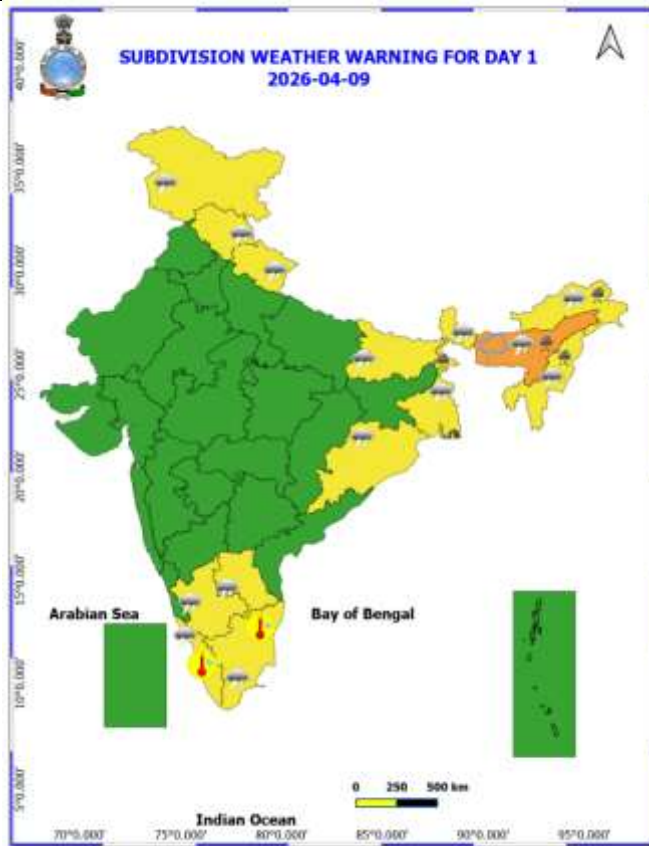 SUBDIVISION WEATHER WARNING FOR DAY 1
2026-04-09
40°0.000'
35°0.000'
30°0.000'
25°0.000'
20°0.000'
15°0.000'
10°0.000'
5°0.000'
Arabian Sea
Bay of Bengal
0 250 500 km
Indian Ocean
70°0.000' 75°0.000' 80°0.000' 85°0.000' 90°0.000' 95°0.000'